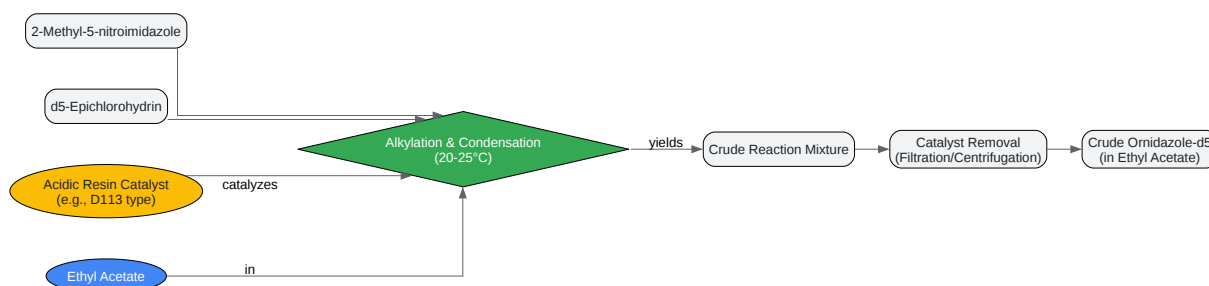 2-Methyl-5-nitroimidazole
d5-Epichlorohydrin
Acidic Resin Catalyst
(e.g., D113 type)
Ethyl Acetate
catalyzes
in
Alkylation & Condensation
(20-25°C)
yields
Crude Reaction Mixture
Catalyst Removal
(Filtration/Centrifugation)
Crude Ornidazole-d5
(in Ethyl Acetate)